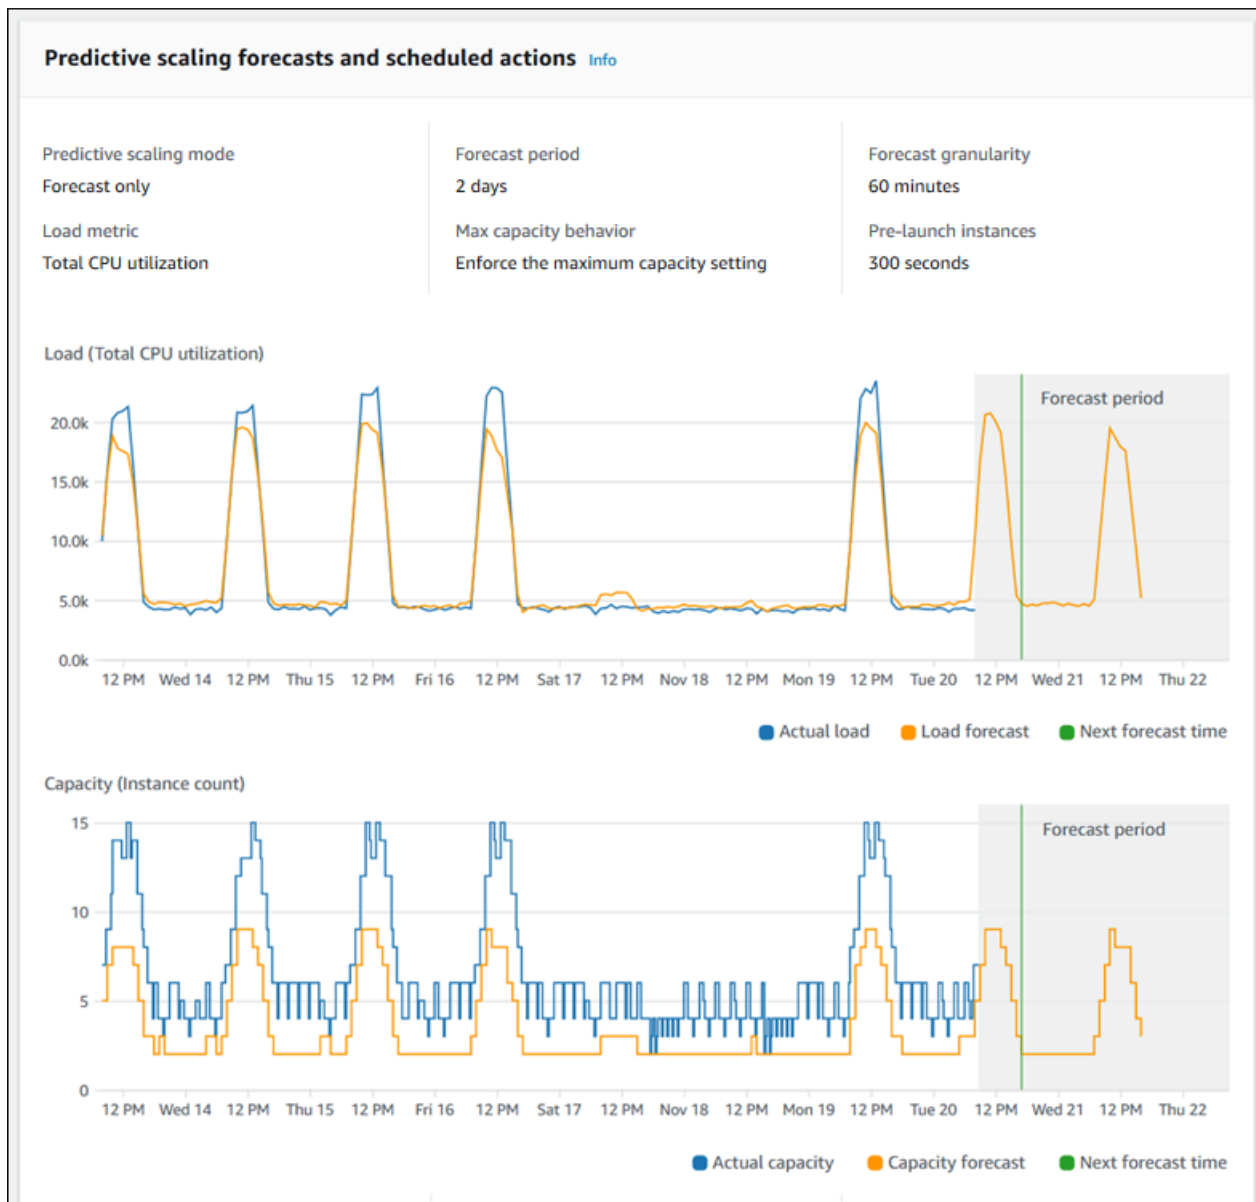 Predictive scaling forecasts and scheduled actions Info
Predictive scaling mode
Forecast only
Forecast period
2 days
Forecast granularity
60 minutes
Load metric
Total CPU utilization
Max capacity behavior
Enforce the maximum capacity setting
Pre-launch instances
300 seconds
Load (Total CPU utilization)
Forecast period
20.0k
15.0k
10.0k
5.0k
0.0k
12 PM Wed 14 12 PM Thu 15 12 PM Fri 16 12 PM Sat 17 12 PM Nov 18 12 PM Mon 19 12 PM Tue 20 12 PM Wed 21 12 PM Thu 22
Actual load Load forecast Next forecast time
Capacity (Instance count)
15
Forecast period
10
5
0
12 PM Wed 14 12 PM Thu 15 12 PM Fri 16 12 PM Sat 17 12 PM Nov 18 12 PM Mon 19 12 PM Tue 20 12 PM Wed 21 12 PM Thu 22
Actual capacity Capacity forecast Next forecast time